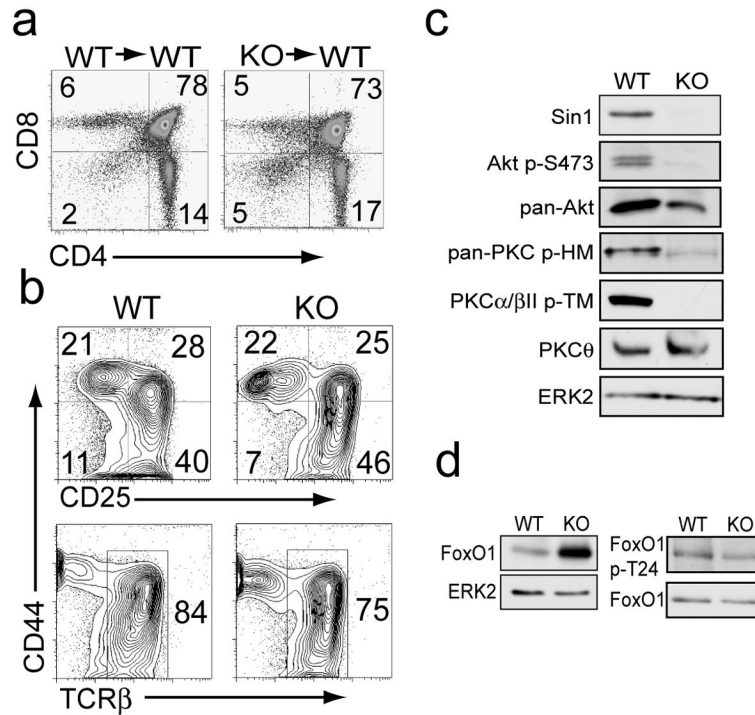 a
WT → WT
KO → WT
6
78
2
14
5
73
5
17
CD8
CD4
b
WT
KO
21
28
11
40
22
25
7
46
CD25
84
75
CD44
TCRβ
c
WT
KO
Sin1
Akt p-S473
pan-Akt
pan-PKC p-HM
PKCα/βII p-TM
PKCθ
ERK2
d
WT
KO
FoxO1
ERK2
WT
KO
FoxO1
p-T24
FoxO1